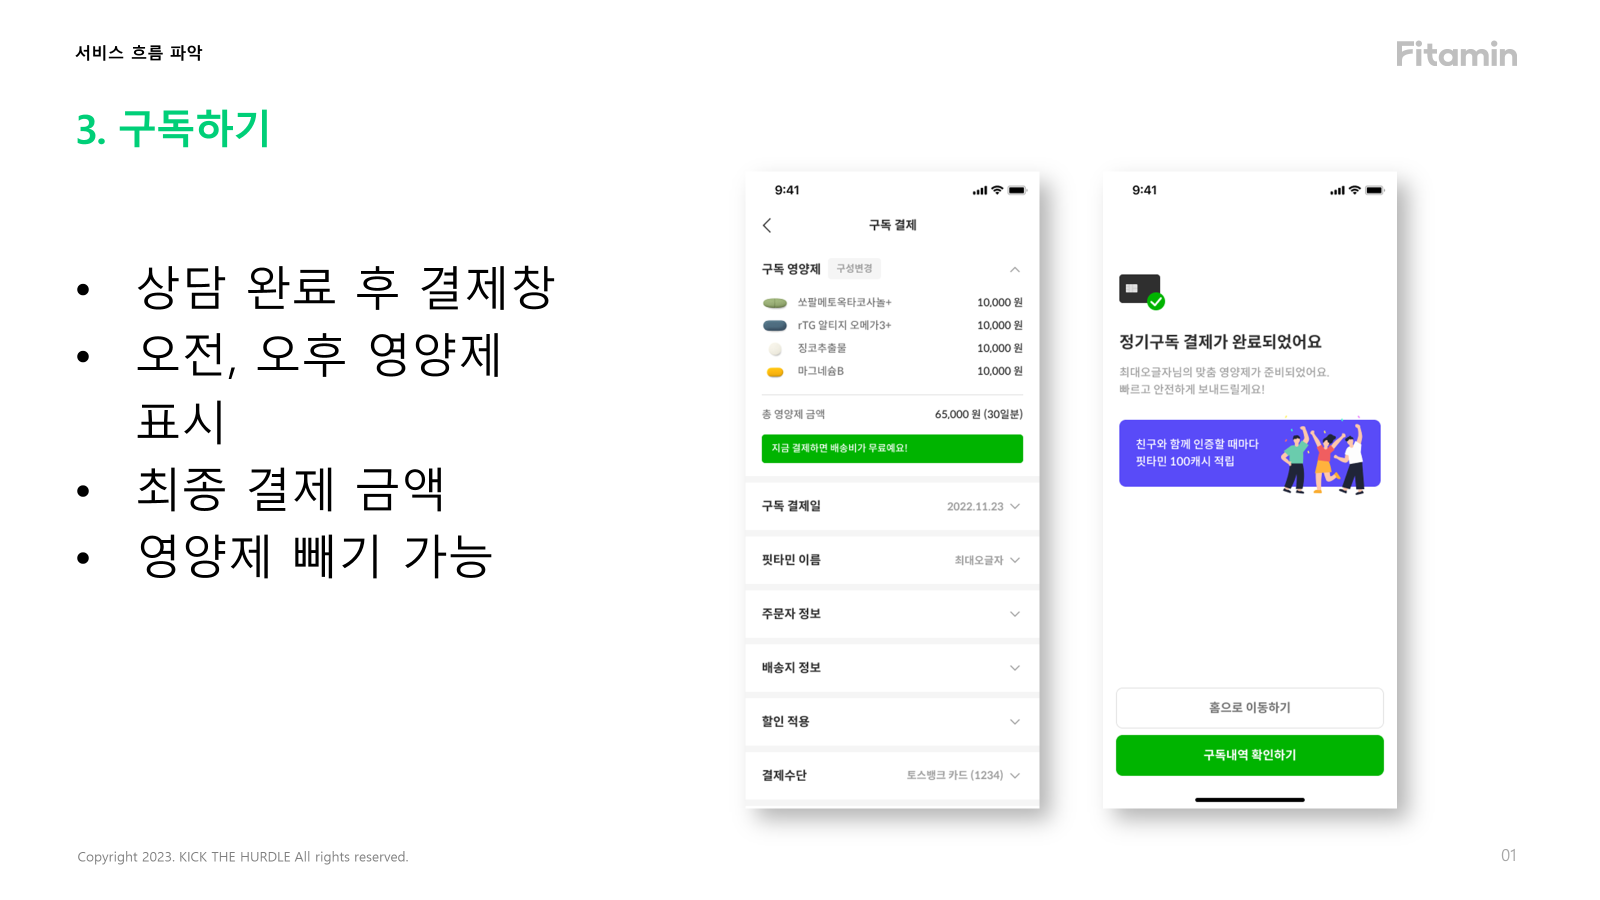 서비스 흐름 파악
Fitamin
3. 구독하기
• 상담 완료 후 결제창
• 오전, 오후 영양제
표시
• 최종 결제 금액
• 영양제 빼기 가능
9:41
구독 결제
구독 영양제 구성변경
쏘팔메토옥타코사놀+ 10,000 원
rTG 알티지 오메가3+ 10,000 원
징코추출물 10,000 원
마그네슘B 10,000 원
총 영양제 금액 65,000 원 (30일분)
지금 결제하면 배송비가 무료예요!
구독 결제일 2022.11.23
핏타민 이름 최대오글자
주문자 정보
배송지 정보
할인 적용
결제수단 토스뱅크 카드 (1234)
9:41
정기구독 결제가 완료되었어요
최대오글자님의 맞춤 영양제가 준비되었어요.
빠르고 안전하게 보내드릴게요!
친구와 함께 인증할 때마다
핏타민 100캐시 적립
홈으로 이동하기
구독내역 확인하기
Copyright 2023. KICK THE HURDLE All rights reserved.
01